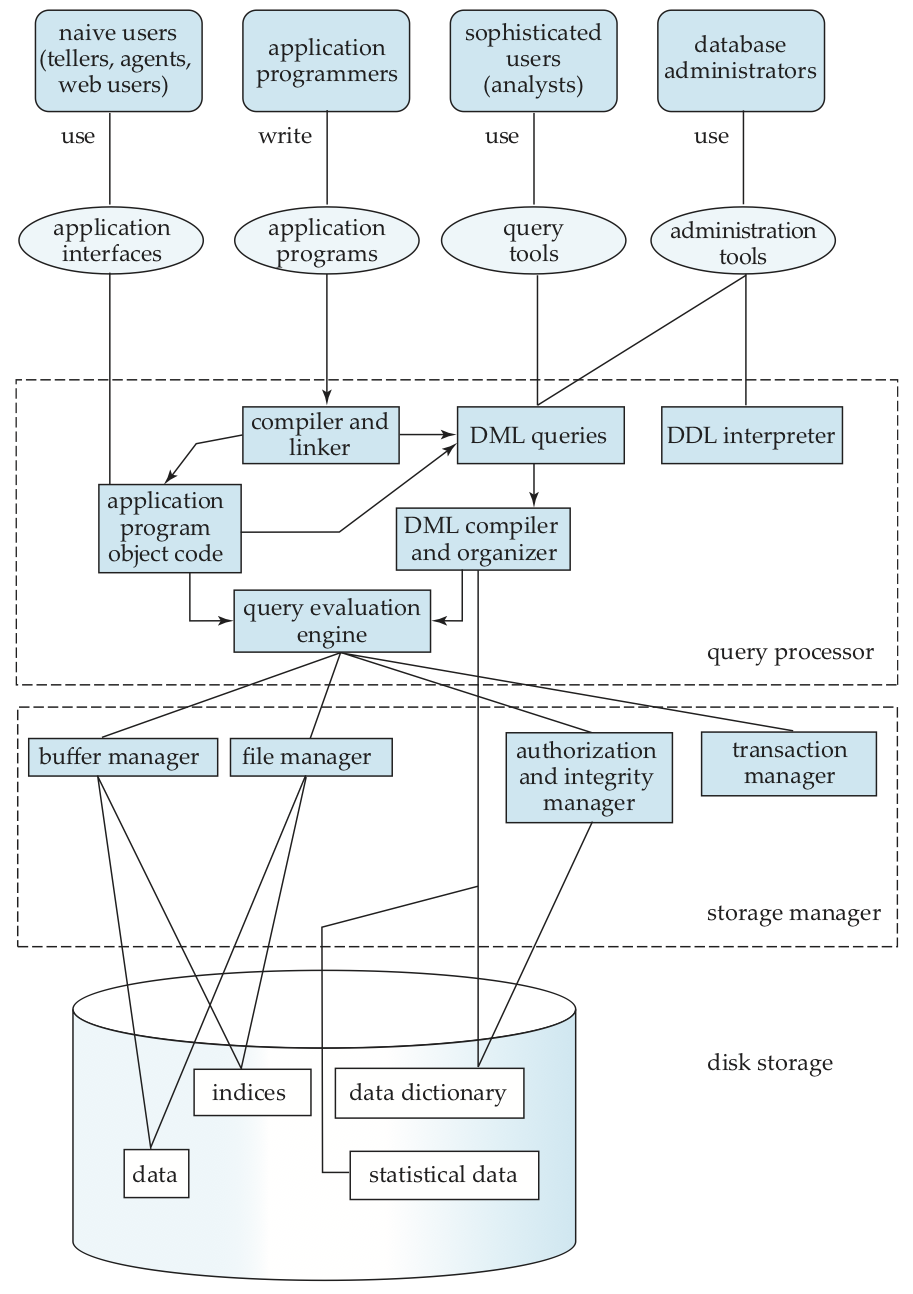 naive users
(tellers, agents,
web users)
application
programmers
sophisticated
users
(analysts)
database
administrators
use
write
use
use
application
interfaces
application
programs
query
tools
administration
tools
compiler and
linker
DML queries
DDL interpreter
application
program
object code
DML compiler
and organizer
query evaluation
engine
query processor
buffer manager
file manager
authorization
and integrity
manager
transaction
manager
storage manager
disk storage
indices
data dictionary
data
statistical data